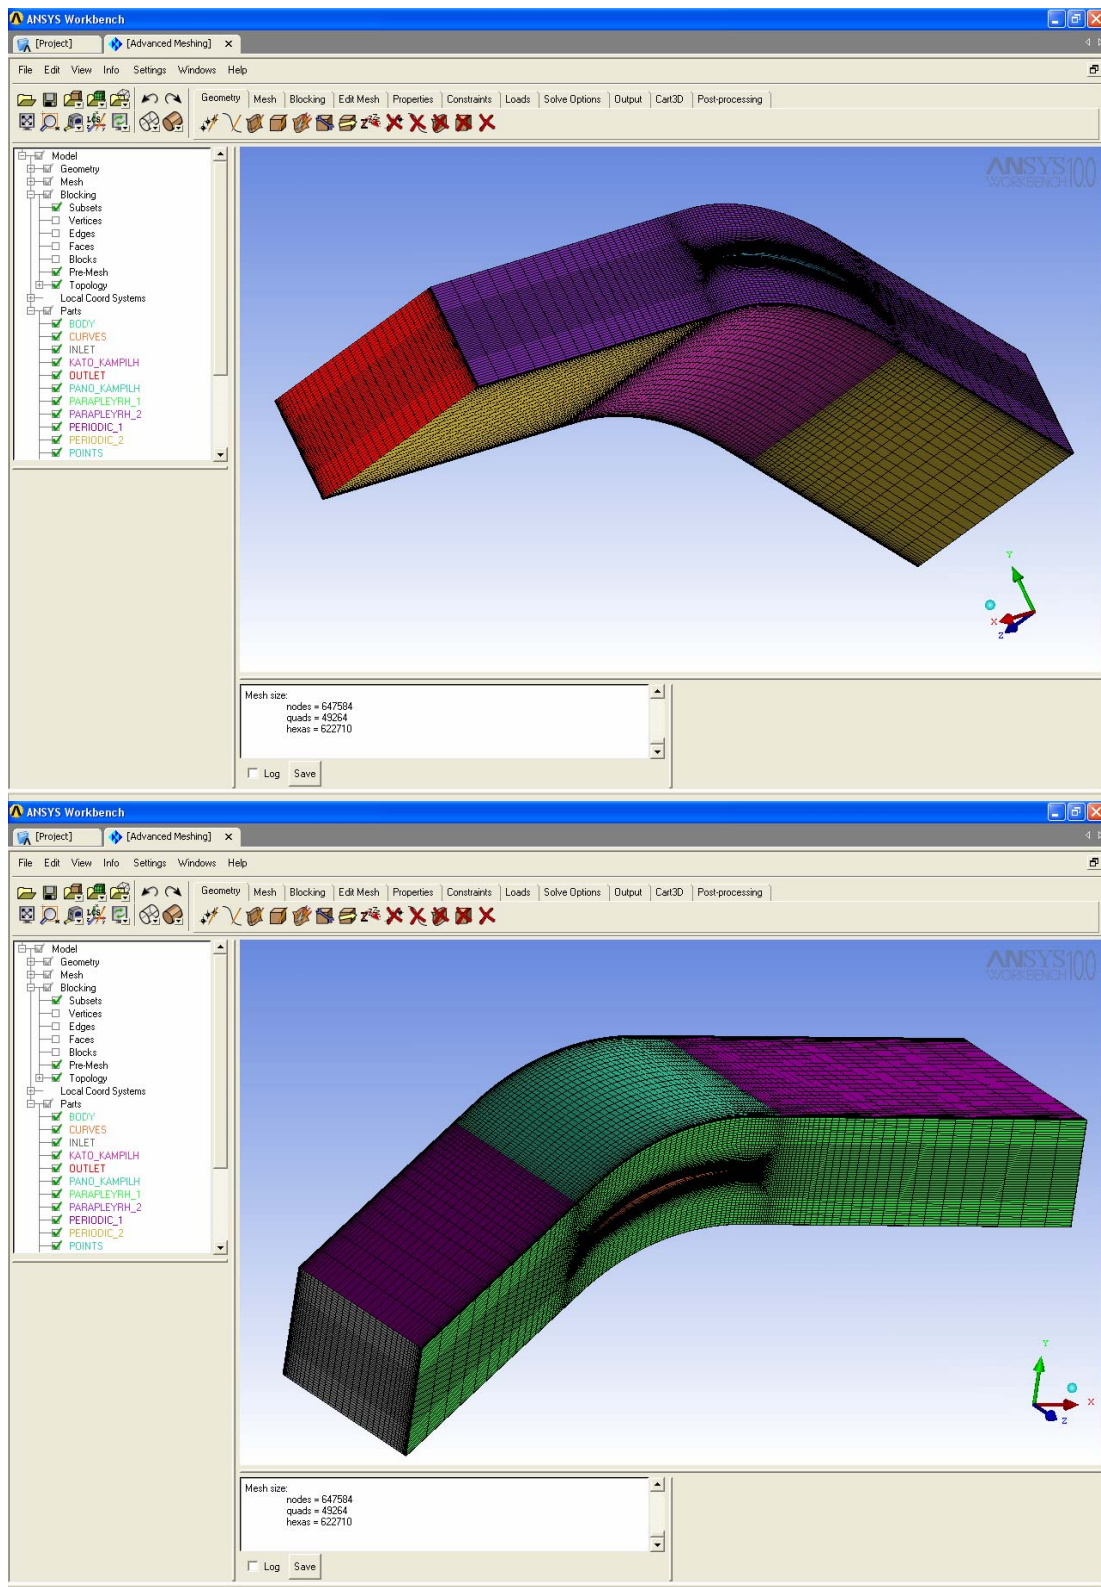 ANSYS Workbench
[Project] [Advanced Meshing] X
File Edit View Info Settings Windows Help
Geometry Mesh Blocking Edit Mesh Properties Constraints Loads Solve Options Output Cart3D Post-processing
Model
Geometry
Mesh
Blocking
Subsets
Vertices
Edges
Faces
Blocks
Pre-Mesh
Topology
Local Coord Systems
Parts
BODY
CURVES
INLET
KATO_KAMPILH
OUTLET
PANO_KAMPILH
PARAPLEYRH_1
PARAPLEYRH_2
PERIODIC_1
PERIODIC_2
POINTS
ANSYS 10.0
WORKBENCH
Y
X
Z
Mesh size:
nodes = 647584
quads = 49264
hexas = 622710
Log Save
ANSYS Workbench
[Project] [Advanced Meshing] X
File Edit View Info Settings Windows Help
Geometry Mesh Blocking Edit Mesh Properties Constraints Loads Solve Options Output Cart3D Post-processing
Model
Geometry
Mesh
Blocking
Subsets
Vertices
Edges
Faces
Blocks
Pre-Mesh
Topology
Local Coord Systems
Parts
BODY
CURVES
INLET
KATO_KAMPILH
OUTLET
PANO_KAMPILH
PARAPLEYRH_1
PARAPLEYRH_2
PERIODIC_1
PERIODIC_2
POINTS
ANSYS 10.0
WORKBENCH
Y
X
Z
Mesh size:
nodes = 647584
quads = 49264
hexas = 622710
Log Save